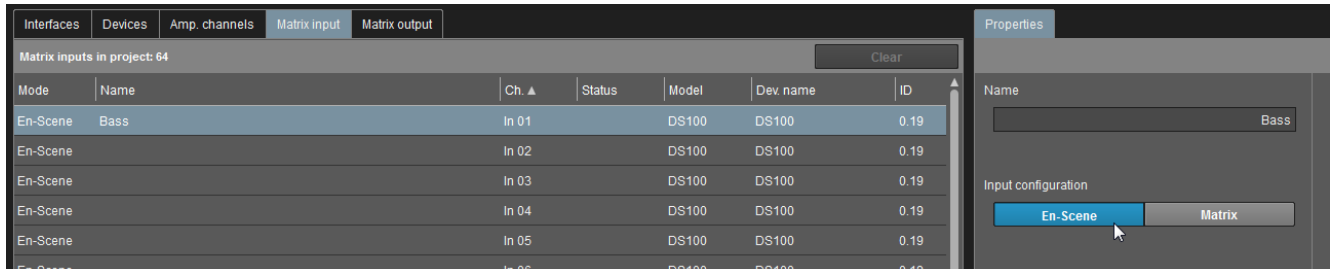 Interfaces Devices Amp. channels Matrix input Matrix output Properties
Matrix inputs in project: 64 Clear
Mode Name Ch. ▲ Status Model Dev. name ID Name
En-Scene Bass In 01 DS100 DS100 0.19 Bass
En-Scene In 02 DS100 DS100 0.19
En-Scene In 03 DS100 DS100 0.19 Input configuration
En-Scene In 04 DS100 DS100 0.19 En-Scene Matrix
En-Scene In 05 DS100 DS100 0.19